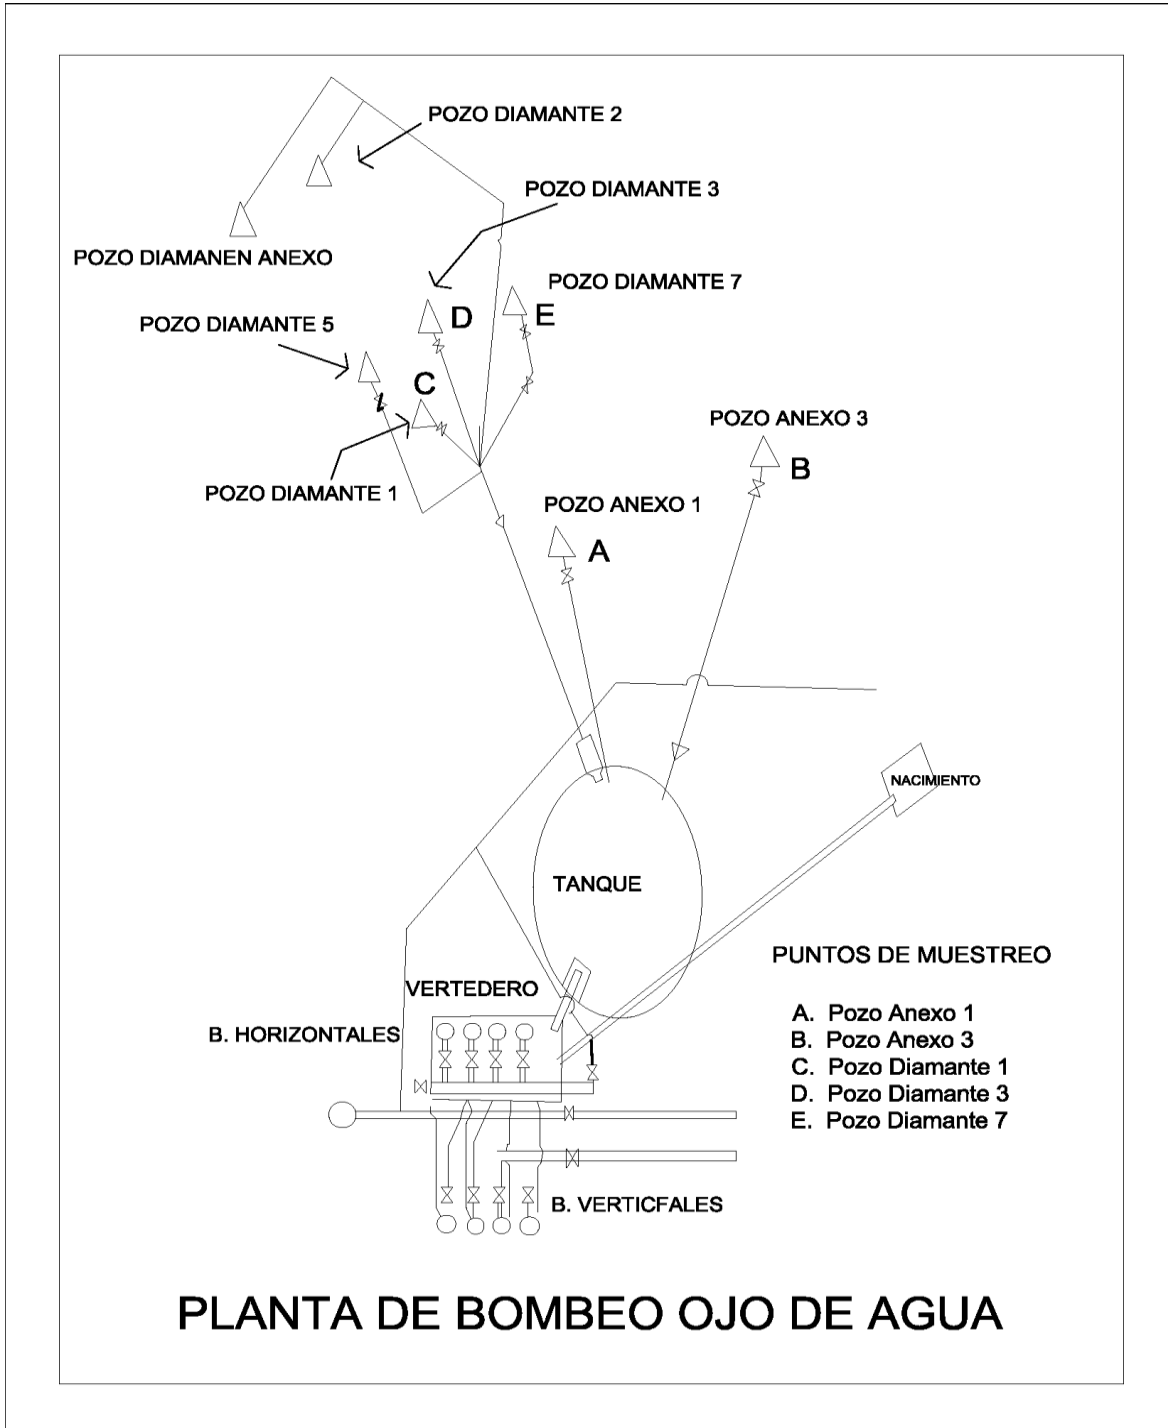 POZO DIAMANTE 2
POZO DIAMANTE 3
POZO DIAMANEN ANEXO
POZO DIAMANTE 7
D
E
POZO DIAMANTE 5
C
POZO ANEXO 3
B
POZO DIAMANTE 1
POZO ANEXO 1
A
NACIMIENTO
TANQUE
PUNTOS DE MUESTREO
VERTEDERO
A. Pozo Anexo 1
B. HORIZONTALES
B. Pozo Anexo 3
C. Pozo Diamante 1
D. Pozo Diamante 3
E. Pozo Diamante 7
B. VERTICFALES
PLANTA DE BOMBEO OJO DE AGUA